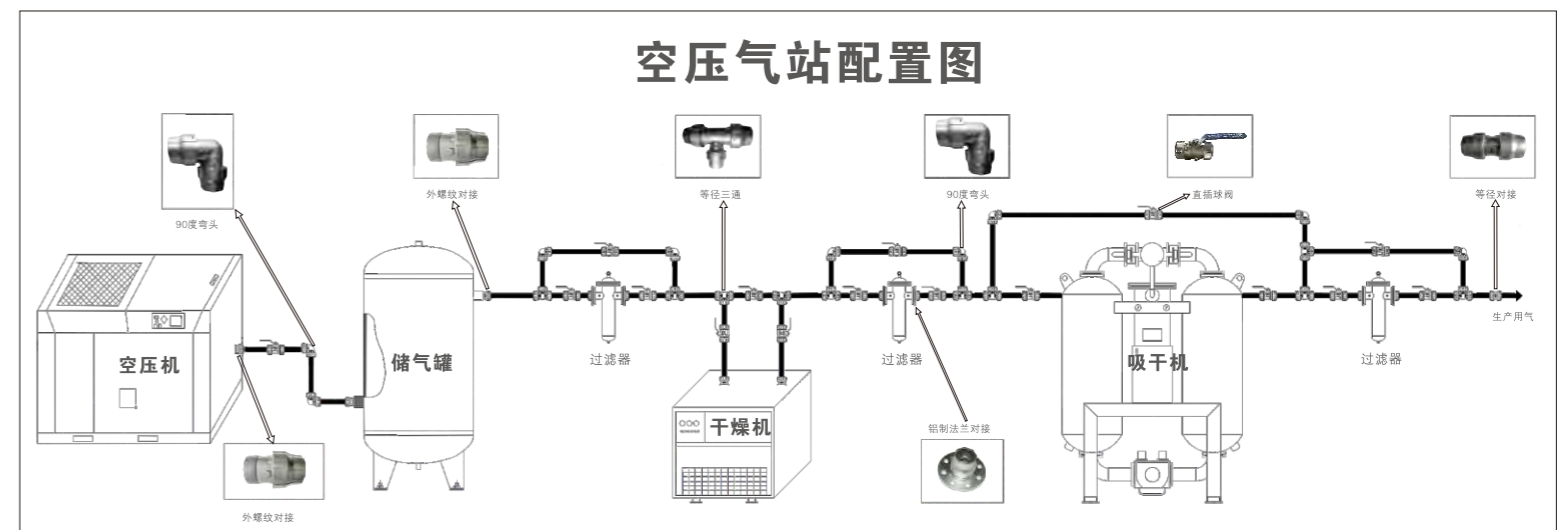 空压气站配置图
90度弯头
外螺纹对接
等径三通
90度弯头
直插球阀
等径对接
空压机
储气罐
过滤器
干燥机
过滤器
吸干机
过滤器
生产用气
铝制法兰对接
外螺纹对接